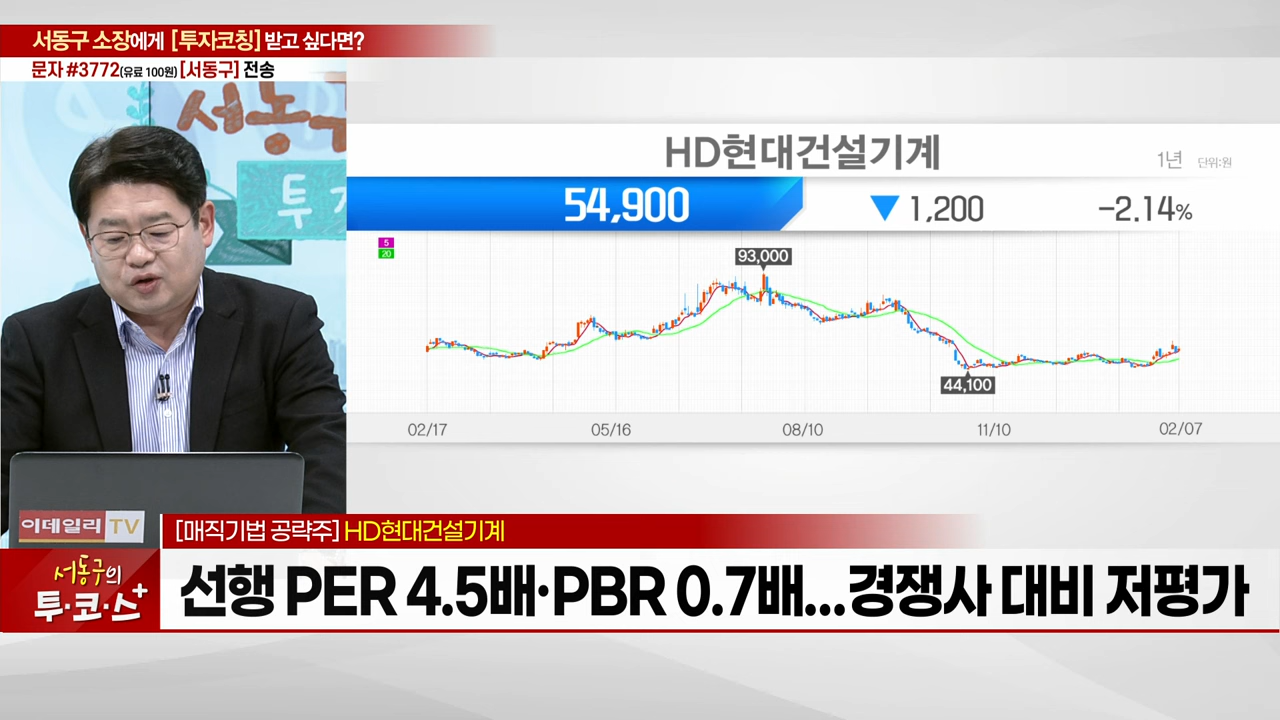 서동구 소장에게 [투자코칭] 받고 싶다면?
문자 #3772(유료 100원) [서동구] 전송
서동구
투
HD현대건설기계
1년 단위:원
54,900 ▼ 1,200 -2.14%
5
20
93,000
44,100
02/17 05/16 08/10 11/10 02/07
이데일리 TV
[매직기법 공략주] HD현대건설기계
서동구의
투·코·스+
선행 PER 4.5배·PBR 0.7배...경쟁사 대비 저평가